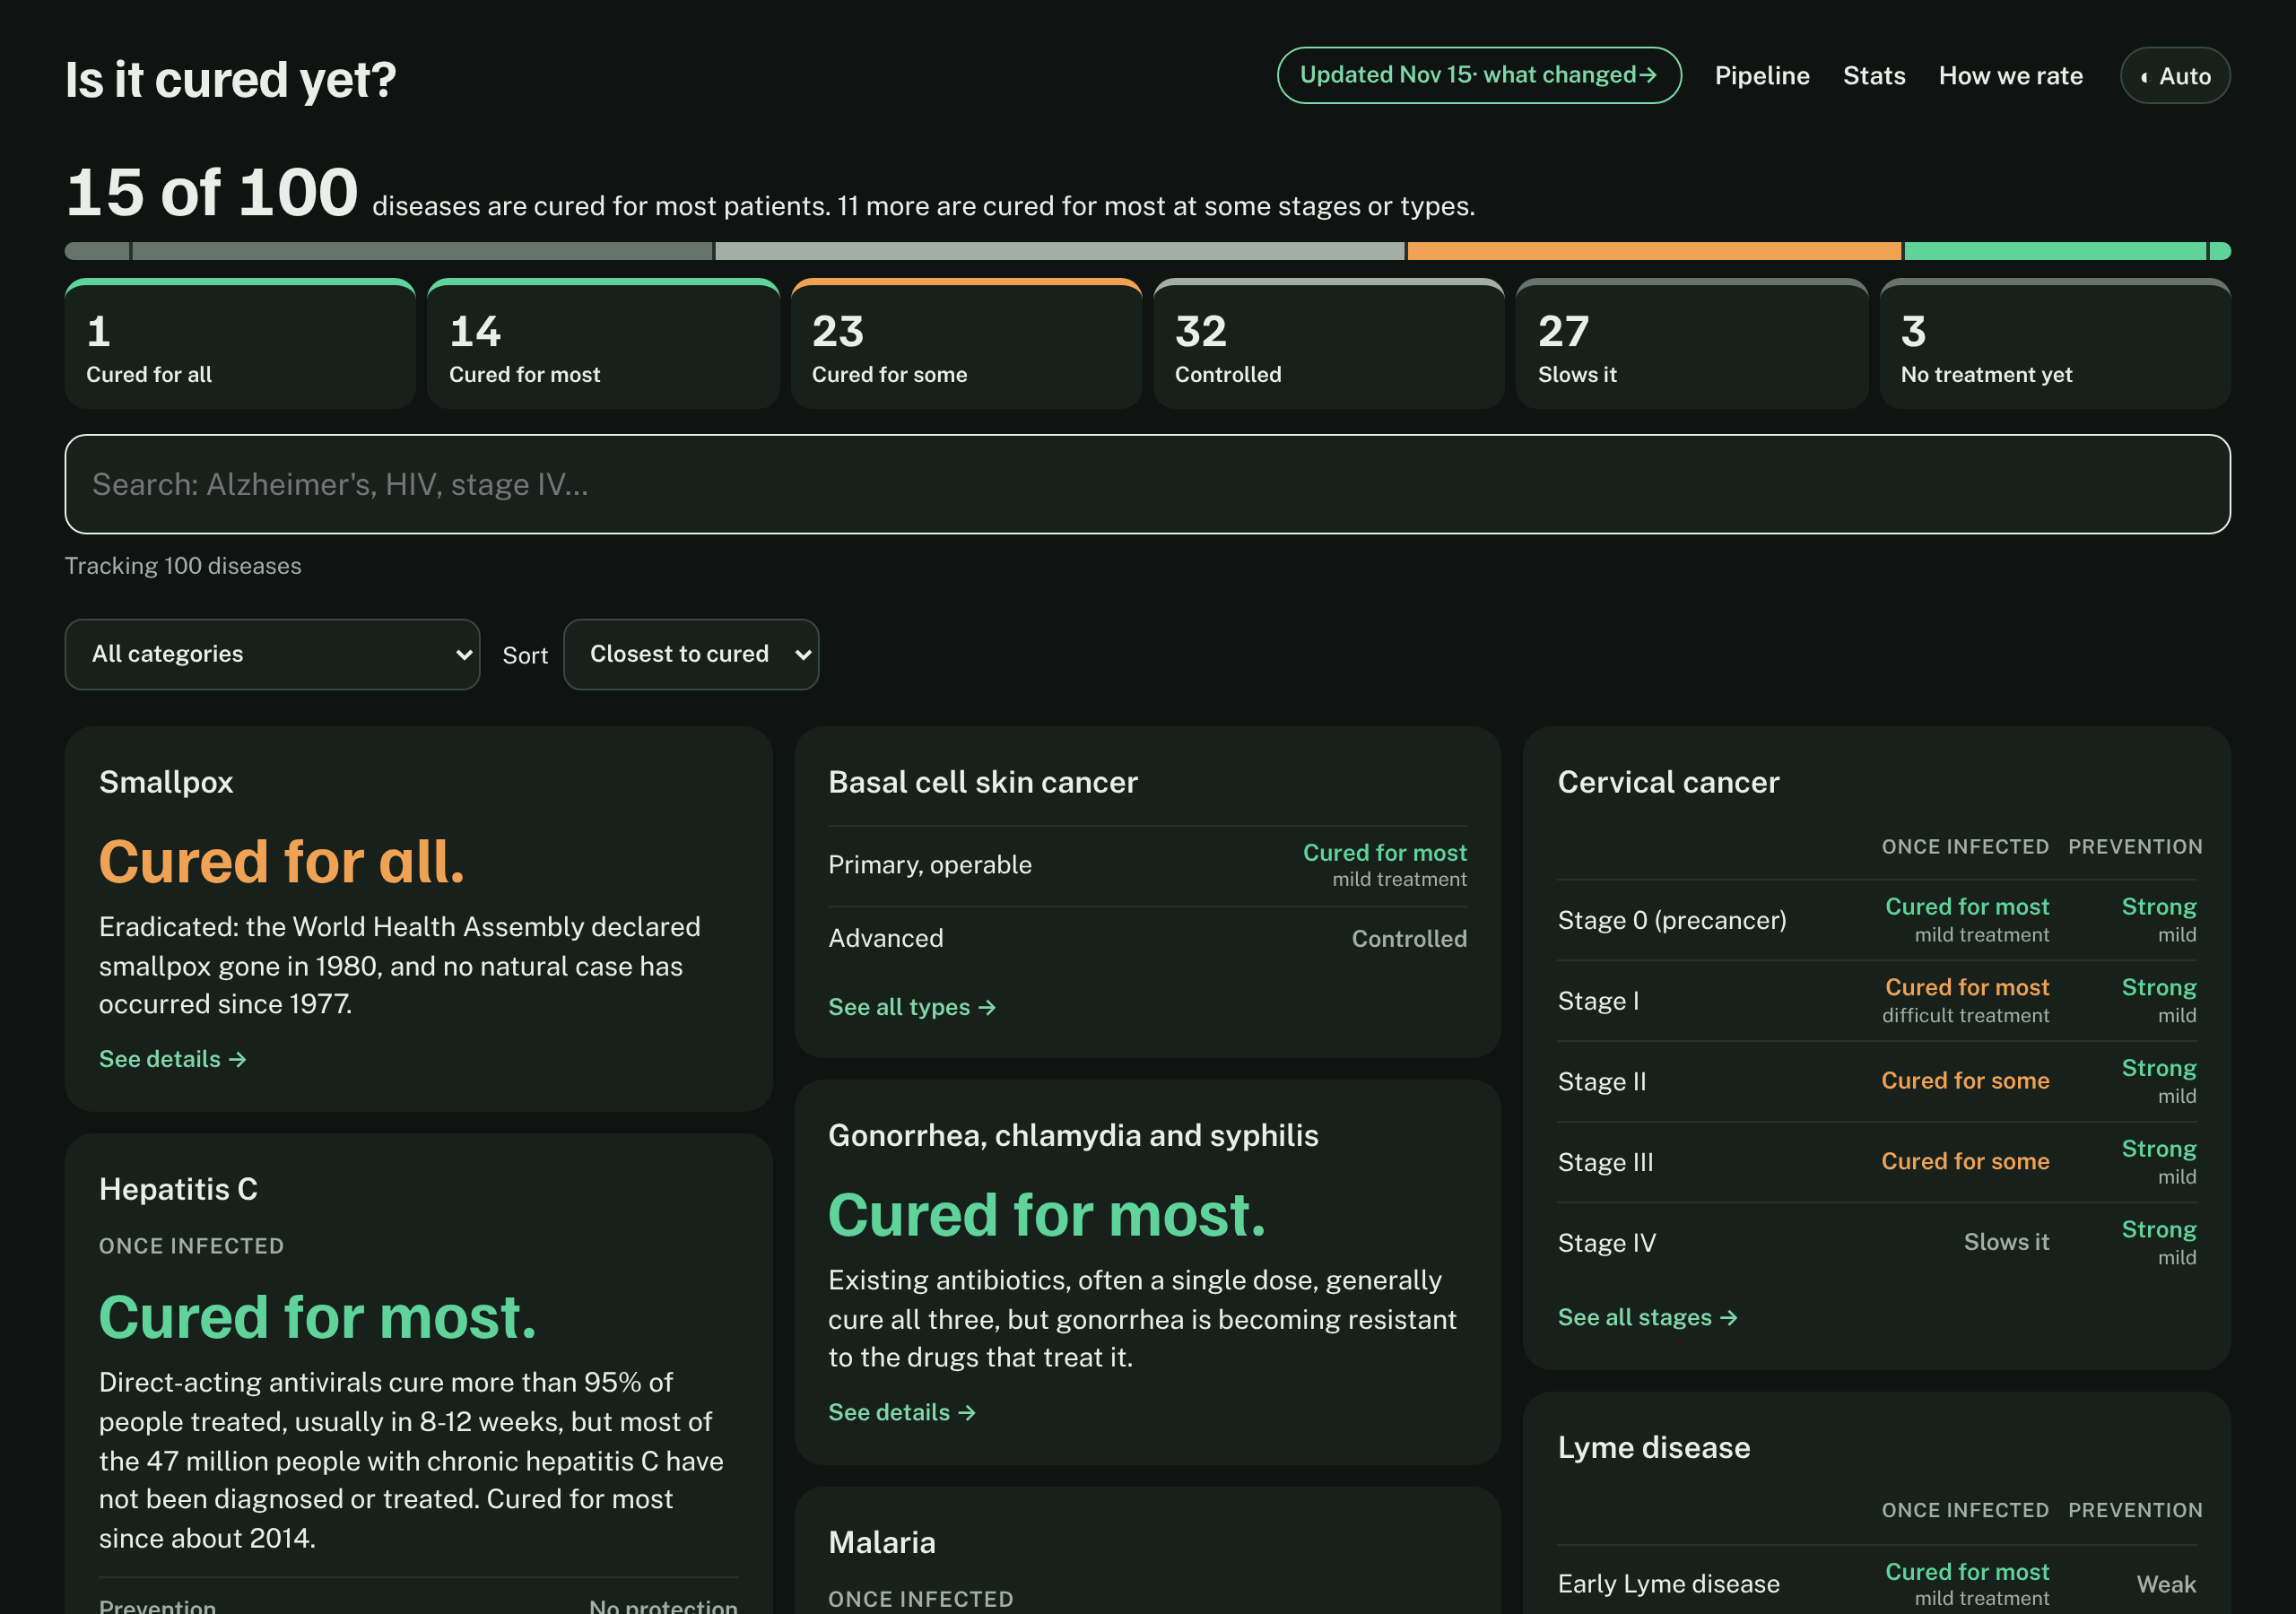 Is it cured yet?
Updated Nov 15· what changed→
Pipeline
Stats
How we rate
Auto
15 of 100 diseases are cured for most patients. 11 more are cured for most at some stages or types.
1
Cured for all
14
Cured for most
23
Cured for some
32
Controlled
27
Slows it
3
No treatment yet
Search: Alzheimer's, HIV, stage IV...
Tracking 100 diseases
All categories
Sort
Closest to cured
Smallpox
Cured for all.
Eradicated: the World Health Assembly declared
smallpox gone in 1980, and no natural case has
occurred since 1977.
See details →
Hepatitis C
ONCE INFECTED
Cured for most.
Direct-acting antivirals cure more than 95% of
people treated, usually in 8-12 weeks, but most of
the 47 million people with chronic hepatitis C have
not been diagnosed or treated. Cured for most
since about 2014.
Prevention No protection
Basal cell skin cancer
Primary, operable Cured for most
mild treatment
Advanced Controlled
See all types →
Gonorrhea, chlamydia and syphilis
Cured for most.
Existing antibiotics, often a single dose, generally
cure all three, but gonorrhea is becoming resistant
to the drugs that treat it.
See details →
Malaria
ONCE INFECTED
Cervical cancer
ONCE INFECTED PREVENTION
Stage 0 (precancer) Cured for most Strong
mild treatment mild
Stage I Cured for most Strong
difficult treatment mild
Stage II Cured for some Strong
mild
Stage III Cured for some Strong
mild
Stage IV Slows it Strong
mild
See all stages →
Lyme disease
ONCE INFECTED PREVENTION
Early Lyme disease Cured for most Weak
mild treatment